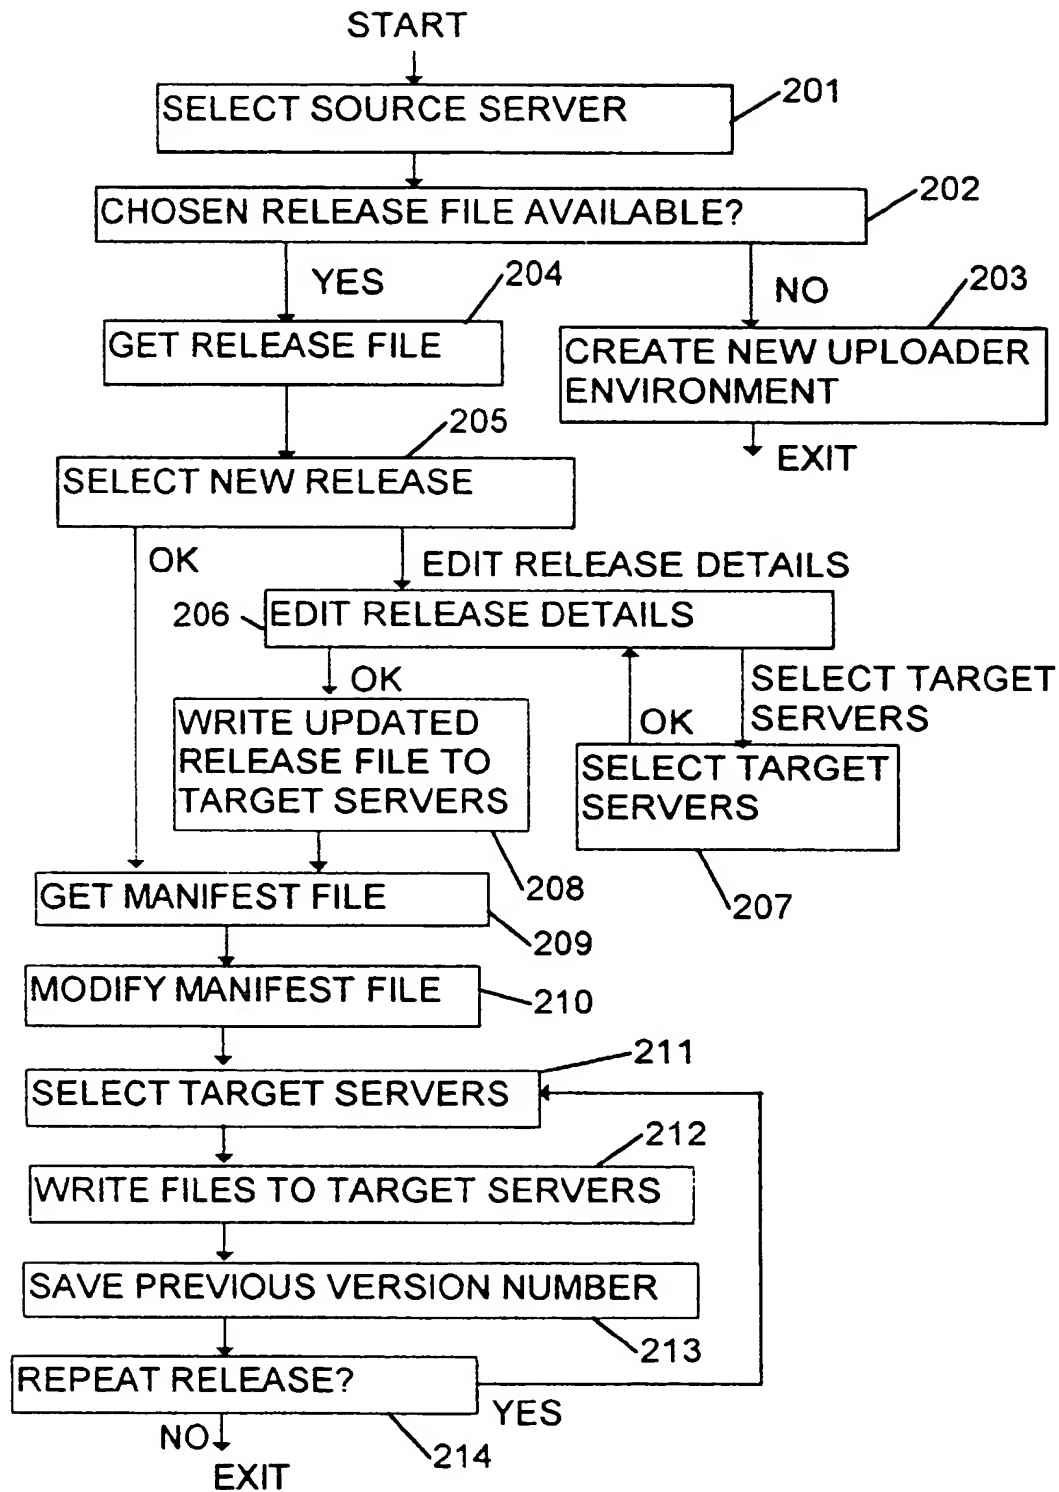 START
SELECT SOURCE SERVER
201
CHOSEN RELEASE FILE AVAILABLE?
202
YES
204
NO
203
GET RELEASE FILE
CREATE NEW UPLOADER
ENVIRONMENT
205
EXIT
SELECT NEW RELEASE
OK
EDIT RELEASE DETAILS
206
EDIT RELEASE DETAILS
OK
SELECT TARGET
SERVERS
WRITE UPDATED
RELEASE FILE TO
TARGET SERVERS
OK
SELECT TARGET
SERVERS
208
207
GET MANIFEST FILE
209
MODIFY MANIFEST FILE
210
211
SELECT TARGET SERVERS
212
WRITE FILES TO TARGET SERVERS
SAVE PREVIOUS VERSION NUMBER
213
REPEAT RELEASE?
YES
NO
214
EXIT